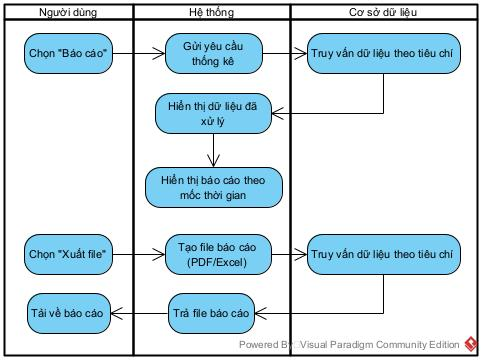 Người dùng
Hệ thống
Cơ sở dữ liệu
Chọn "Báo cáo"
Gửi yêu cầu
thống kê
Truy vấn dữ liệu theo tiêu chí
Hiển thị dữ liệu đã
xử lý
Hiển thị báo cáo theo
mốc thời gian
Chọn "Xuất file"
Tạo file báo cáo
(PDF/Excel)
Truy vấn dữ liệu theo tiêu chí
Tải về báo cáo
Trả file báo cáo
Powered By Visual Paradigm Community Edition